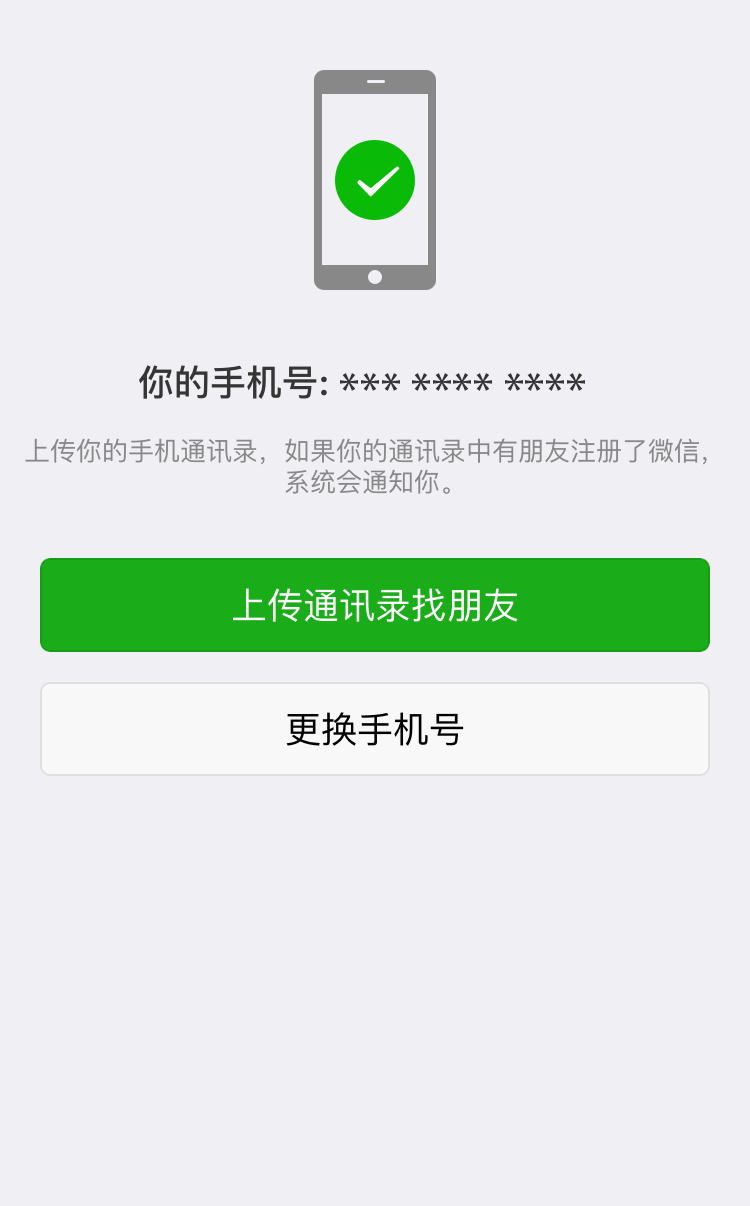 你的手机号: *** **** ****
上传你的手机通讯录，如果你的通讯录中有朋友注册了微信，
系统会通知你。
上传通讯录找朋友
更换手机号